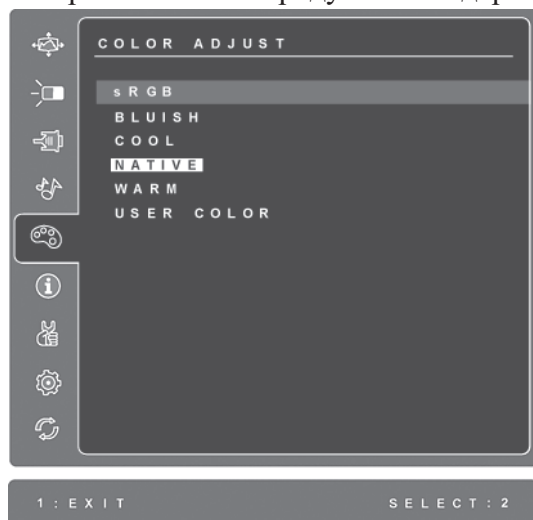 COLOR ADJUST
sRGB
BLUISH
COOL
NATIVE
WARM
USER COLOR
1:EXIT SELECT:2